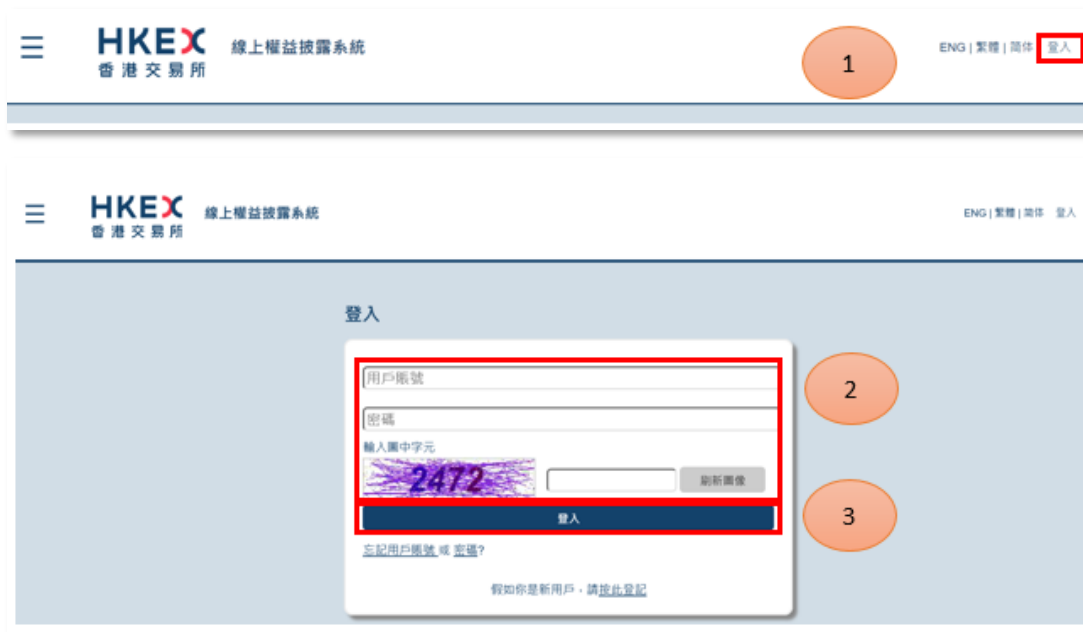 HKEX 線上權益披露系統
香港交易所
1
ENG | 繁體 | 简体 登入
HKEX 線上權益披露系統
香港交易所
ENG | 繁體 | 简体 登入
登入
用戶賬號
2
密碼
輸入圖中字元
2472
刷新圖像
登入
3
忘記用戶賬號 或 密碼?
假如你是新用戶，請按此登記